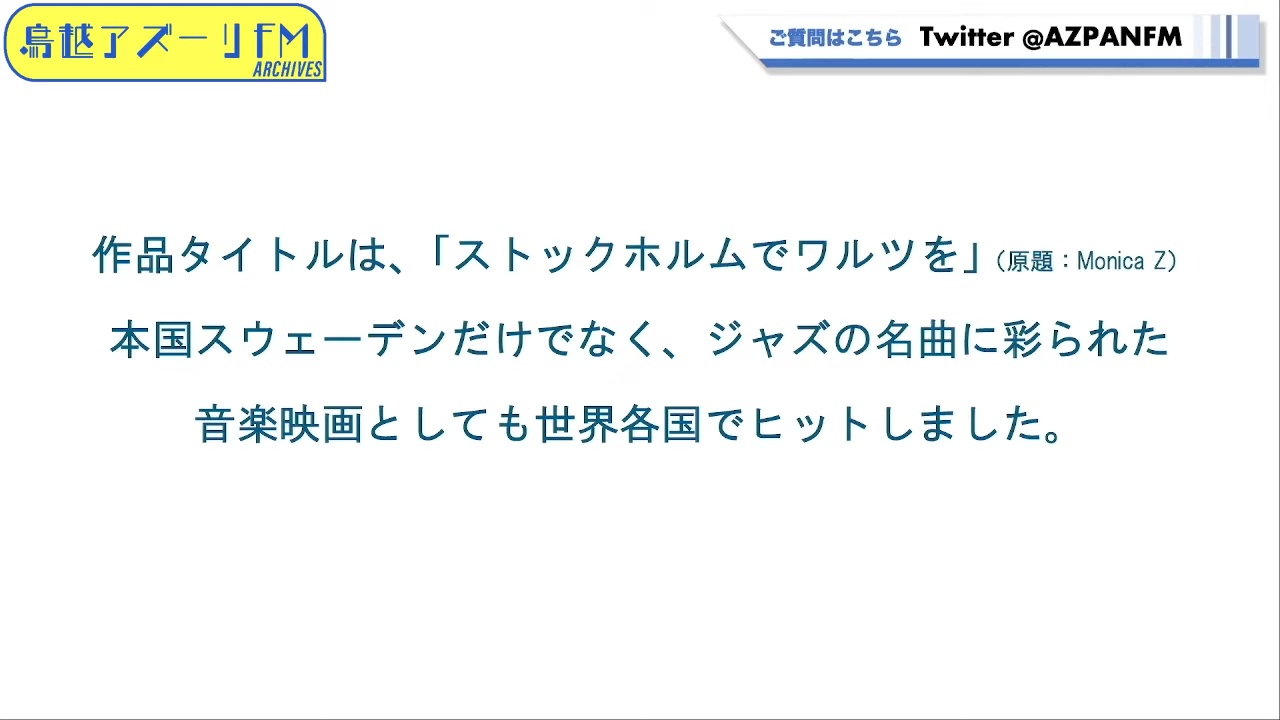 鳥越アズーリFM
ARCHIVES
ご質問はこちら Twitter @AZPANFM
作品タイトルは、「ストックホルムでワルツを」（原題：Monica Z）
本国スウェーデンだけでなく、ジャズの名曲に彩られた
音楽映画としても世界各国でヒットしました。